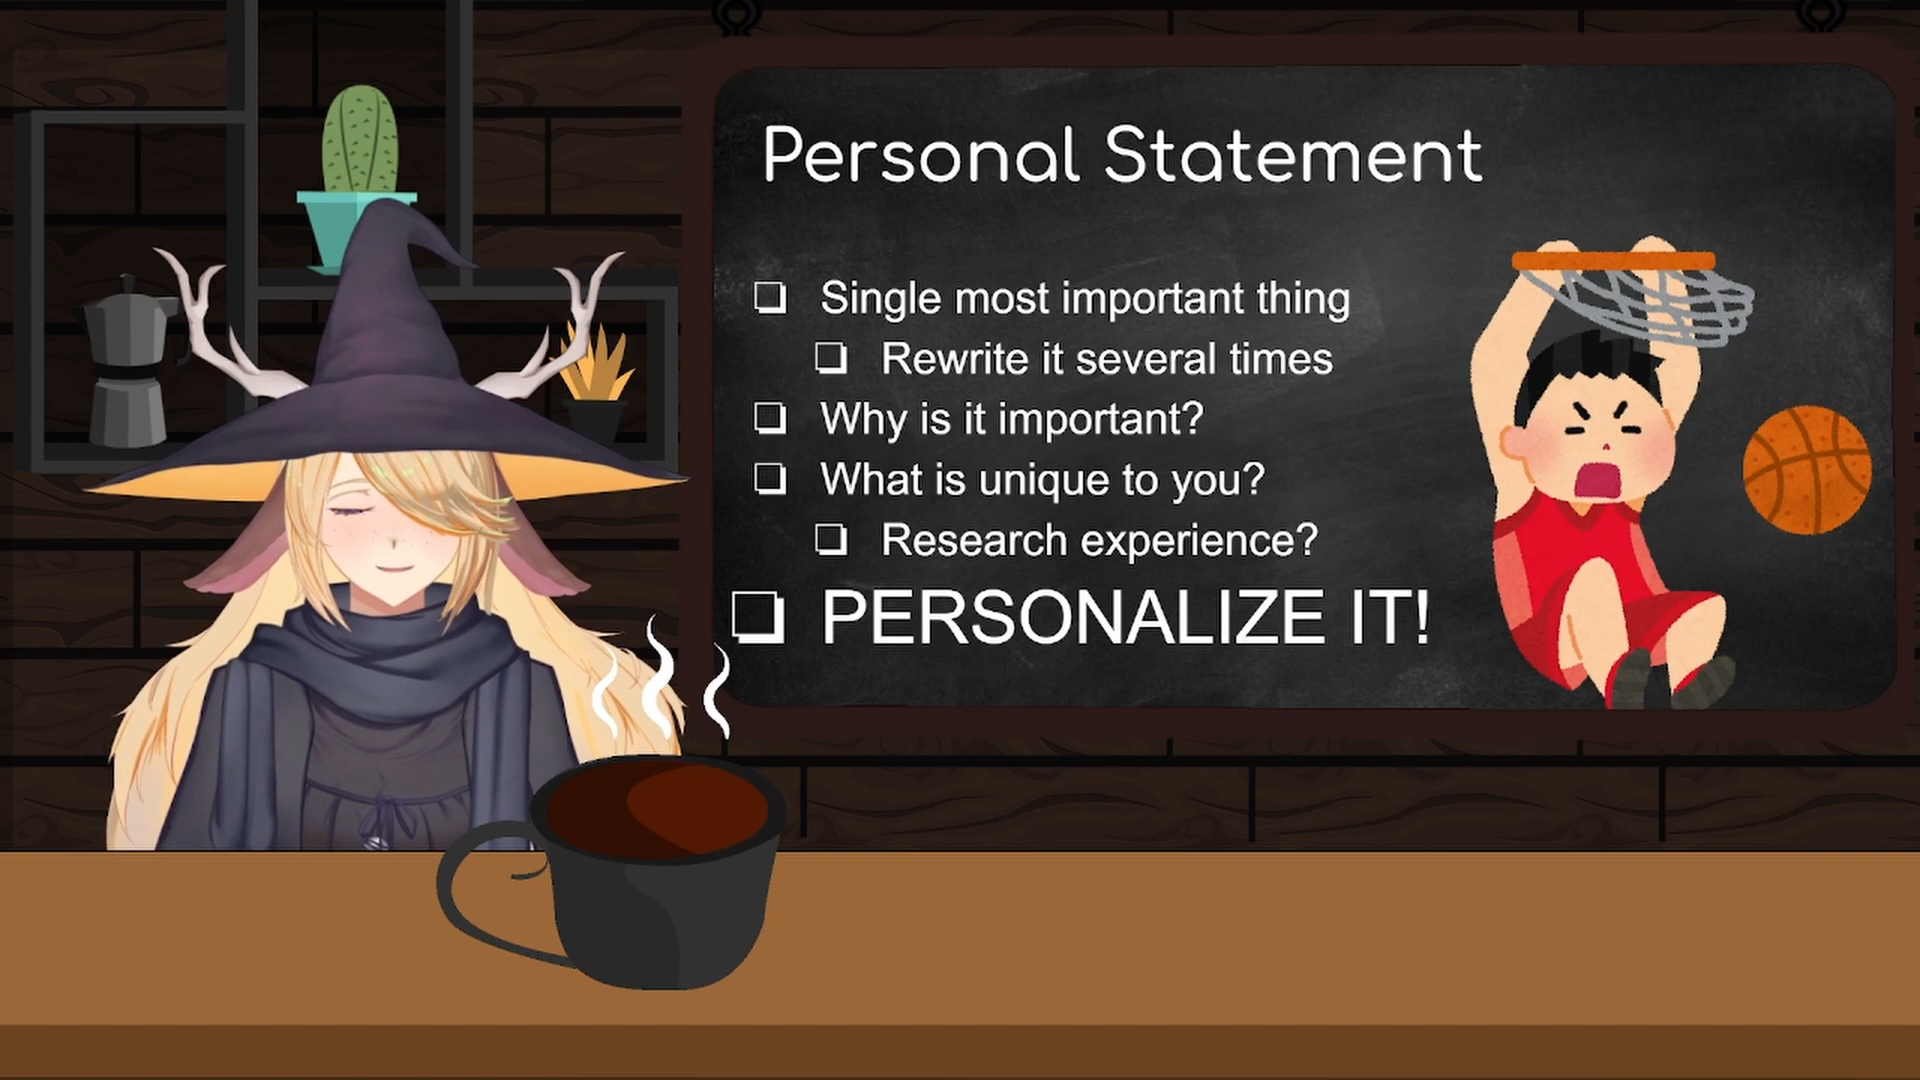 Personal Statement
Single most important thing
Rewrite it several times
Why is it important?
What is unique to you?
Research experience?
PERSONALIZE IT!